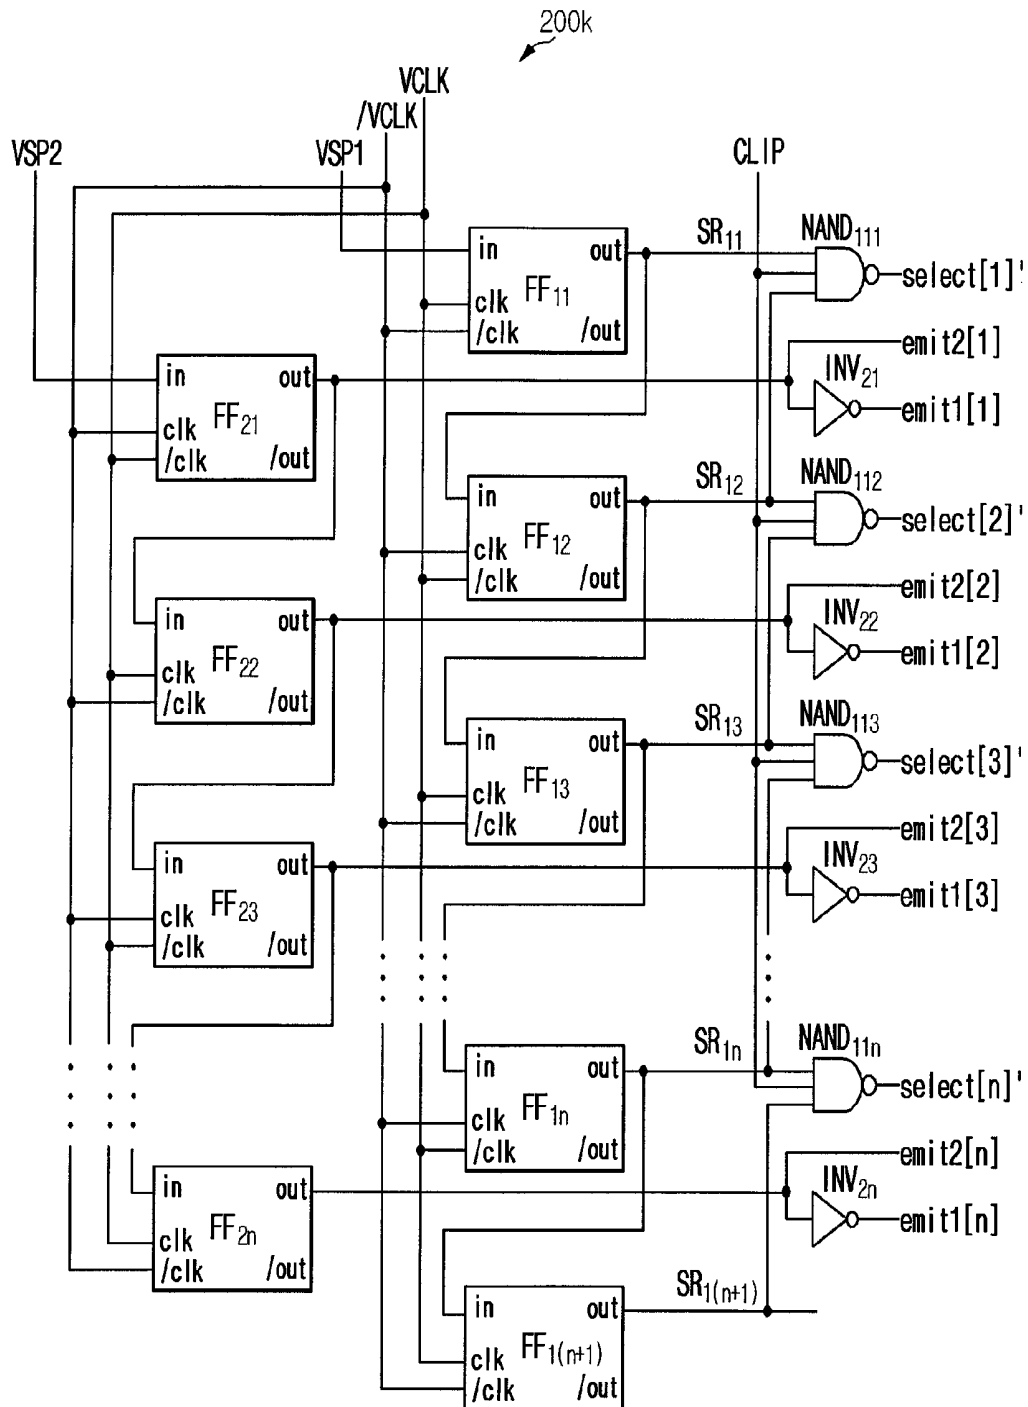 200k
VCLK
/VCLK
VSP2
VSP1
CLIP
in out
FF11
clk
/clk /out
SR11
NAND111
select[1]'
in out
FF21
clk
/clk /out
emit2[1]
INV21
emit1[1]
in out
FF12
clk
/clk /out
SR12
NAND112
select[2]'
in out
FF22
clk
/clk /out
emit2[2]
INV22
emit1[2]
in out
FF13
clk
/clk /out
SR13
NAND113
select[3]'
in out
FF23
clk
/clk /out
emit2[3]
INV23
emit1[3]
in out
FF1n
clk
/clk /out
SR1n
NAND11n
select[n]'
in out
FF2n
clk
/clk /out
emit2[n]
INV2n
emit1[n]
in out
FF1(n+1)
clk
/clk /out
SR1(n+1)